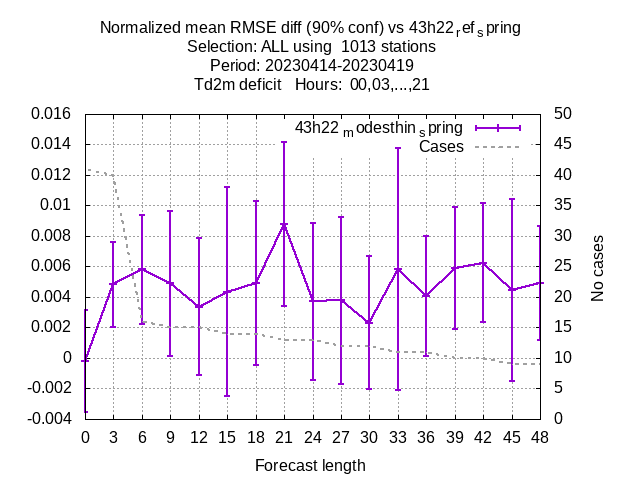 Normalized mean RMSE diff (90% conf) vs 43h22refspring
Selection: ALL using 1013 stations
Period: 20230414-20230419
Td2m deficit Hours: 00,03,...,21
43h22modesthinspring
Cases
0.016
0.014
0.012
0.01
0.008
0.006
0.004
0.002
0
-0.002
-0.004
50
45
40
35
30
25
20
15
10
5
0
No cases
0 3 6 9 12 15 18 21 24 27 30 33 36 39 42 45 48
Forecast length